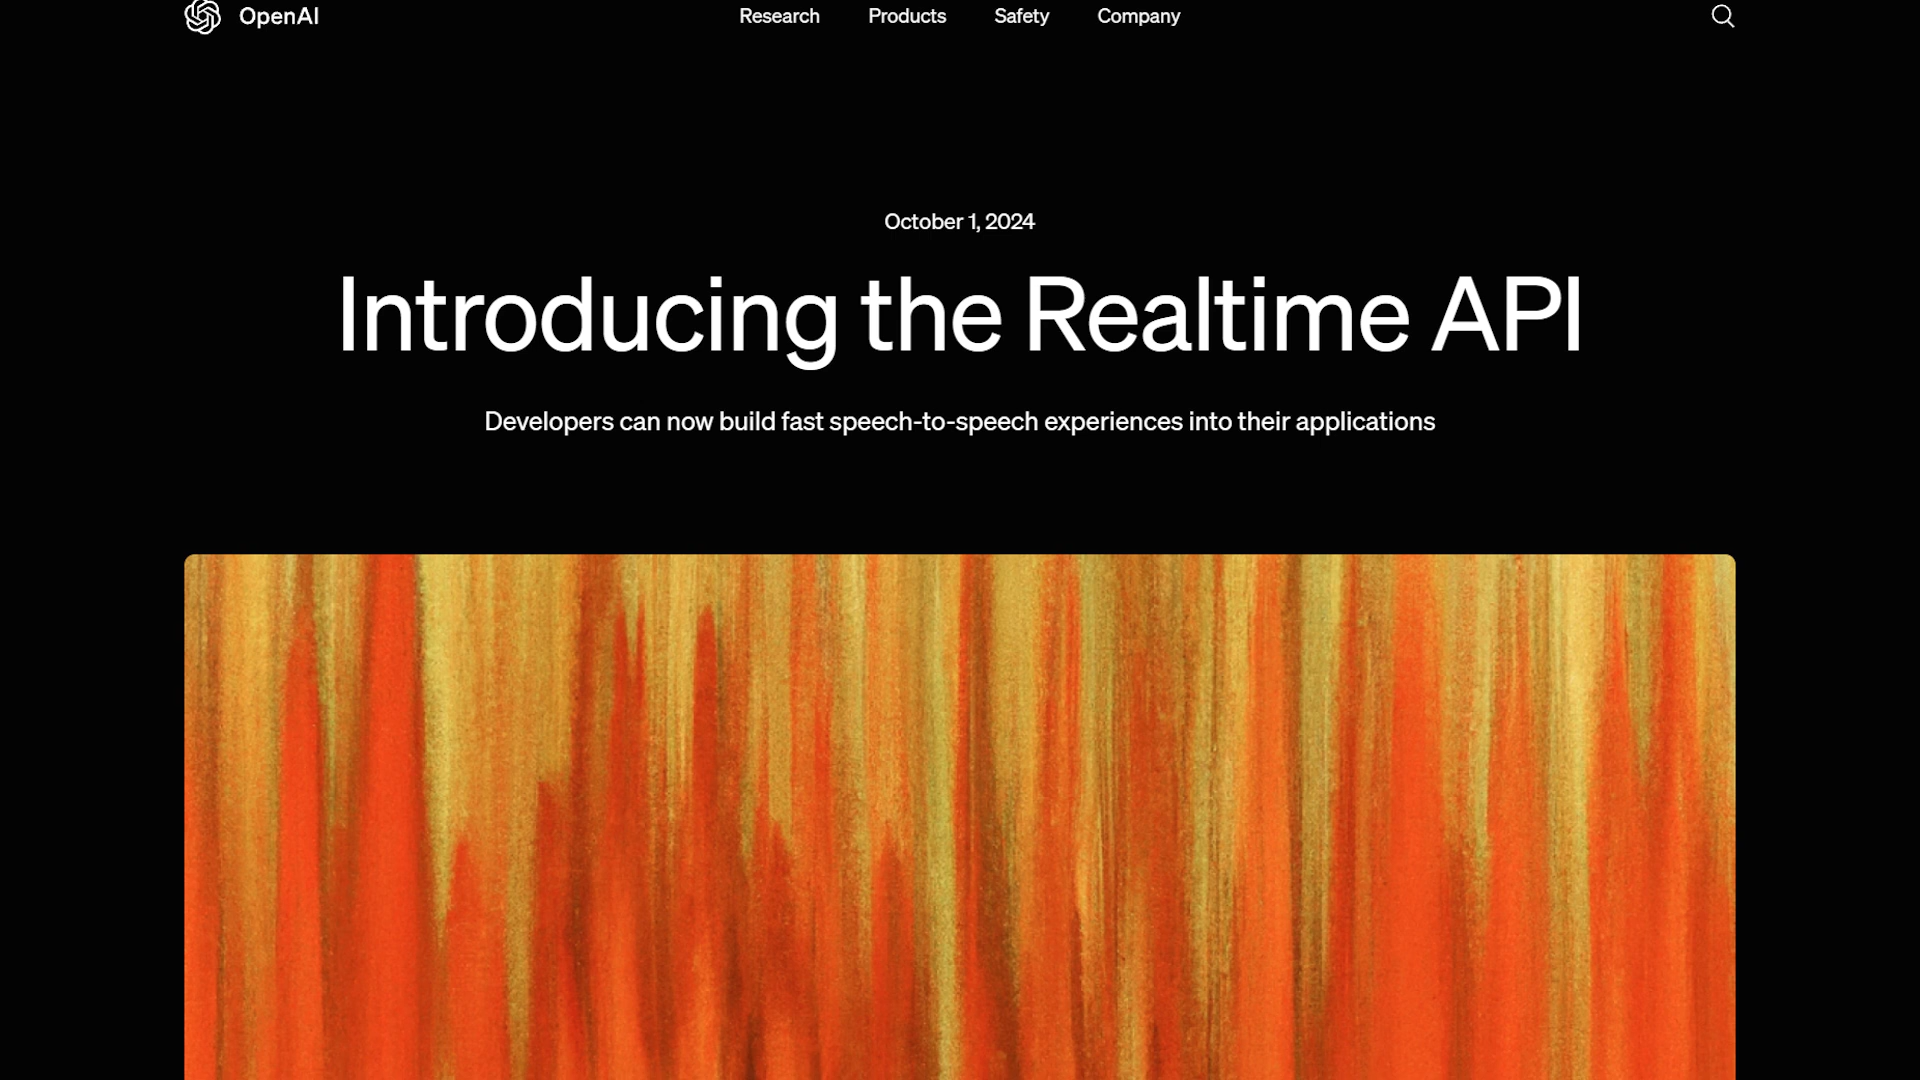 OpenAI
Research Products Safety Company
October 1, 2024
Introducing the Realtime API
Developers can now build fast speech-to-speech experiences into their applications